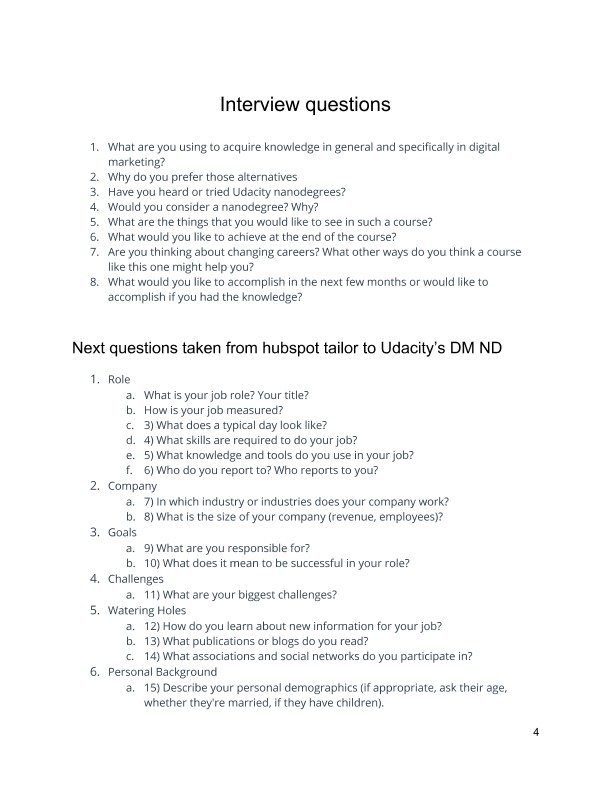 Interview questions
1. What are you using to acquire knowledge in general and specifically in digital
marketing?
2. Why do you prefer those alternatives
3. Have you heard or tried Udacity nanodegrees?
4. Would you consider a nanodegree? Why?
5. What are the things that you would like to see in such a course?
6. What would you like to achieve at the end of the course?
7. Are you thinking about changing careers? What other ways do you think a course
like this one might help you?
8. What would you like to accomplish in the next few months or would like to
accomplish if you had the knowledge?
Next questions taken from hubspot tailor to Udacity's DM ND
1. Role
a. What is your job role? Your title?
b. How is your job measured?
c. 3) What does a typical day look like?
d. 4) What skills are required to do your job?
e. 5) What knowledge and tools do you use in your job?
f. 6) Who do you report to? Who reports to you?
2. Company
a. 7) In which industry or industries does your company work?
b. 8) What is the size of your company (revenue, employees)?
3. Goals
a. 9) What are you responsible for?
b. 10) What does it mean to be successful in your role?
4. Challenges
a. 11) What are your biggest challenges?
5. Watering Holes
a. 12) How do you learn about new information for your job?
b. 13) What publications or blogs do you read?
c. 14) What associations and social networks do you participate in?
6. Personal Background
a. 15) Describe your personal demographics (if appropriate, ask their age,
whether they're married, if they have children).
4